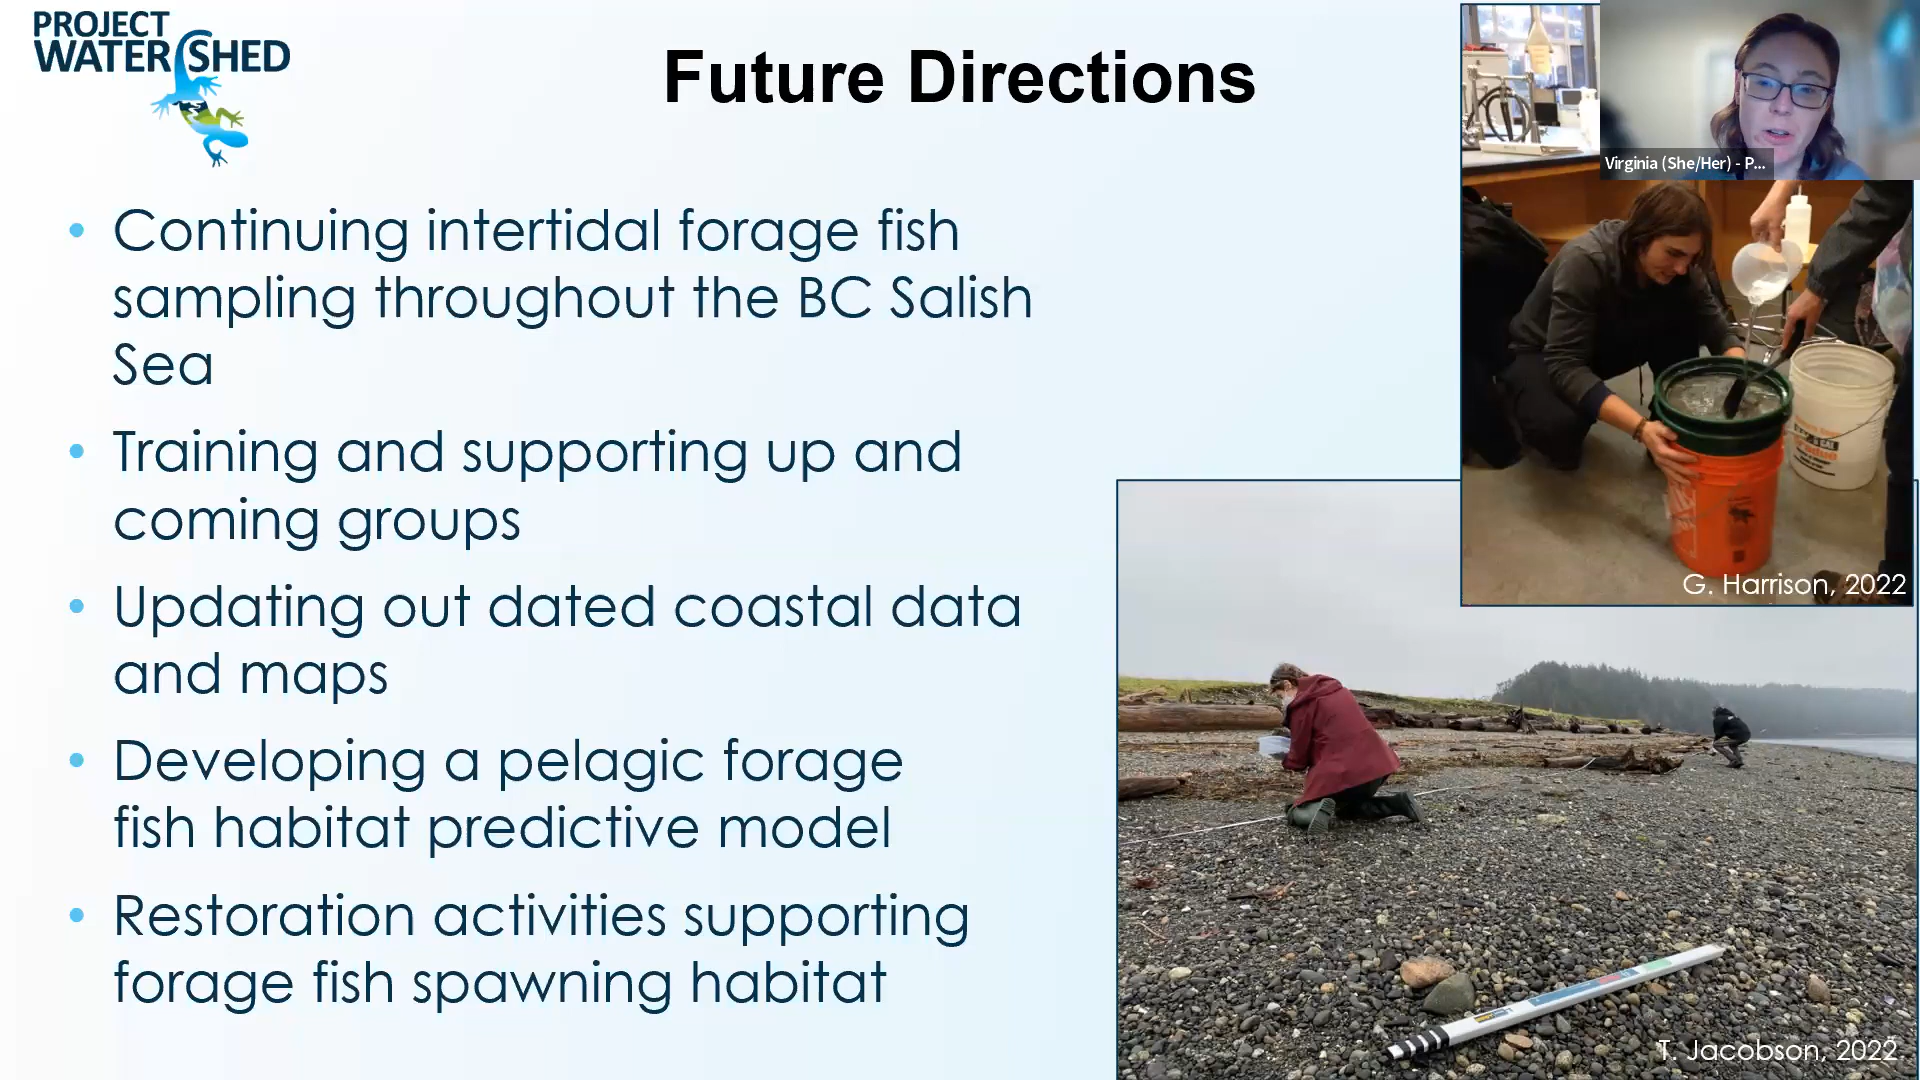 PROJECT
WATERSHED
Future Directions
Virginia (She/Her) - P...
• Continuing intertidal forage fish
sampling throughout the BC Salish
Sea
• Training and supporting up and
coming groups
• Updating out dated coastal data
and maps
• Developing a pelagic forage
fish habitat predictive model
• Restoration activities supporting
forage fish spawning habitat
G. Harrison, 2022
T. Jacobson, 2022